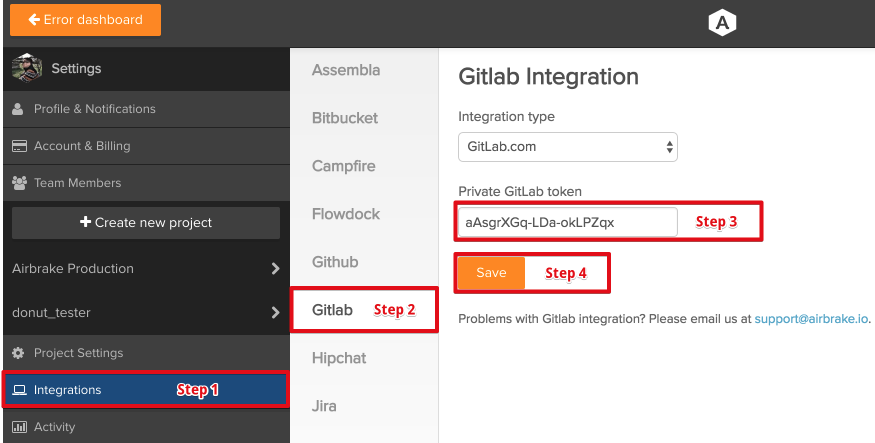 Error dashboard
A
Settings
Profile & Notifications
Account & Billing
Team Members
Create new project
Airbrake Production
donut_tester
Project Settings
Integrations Step 1
Activity
Assembla
Bitbucket
Campfire
Flowdock
Github
Gitlab Step 2
Hipchat
Jira
Gitlab Integration
Integration type
GitLab.com
Private GitLab token
aAsgrXGq-LDa-okLPZqx Step 3
Save Step 4
Problems with Gitlab integration? Please email us at support@airbrake.io.